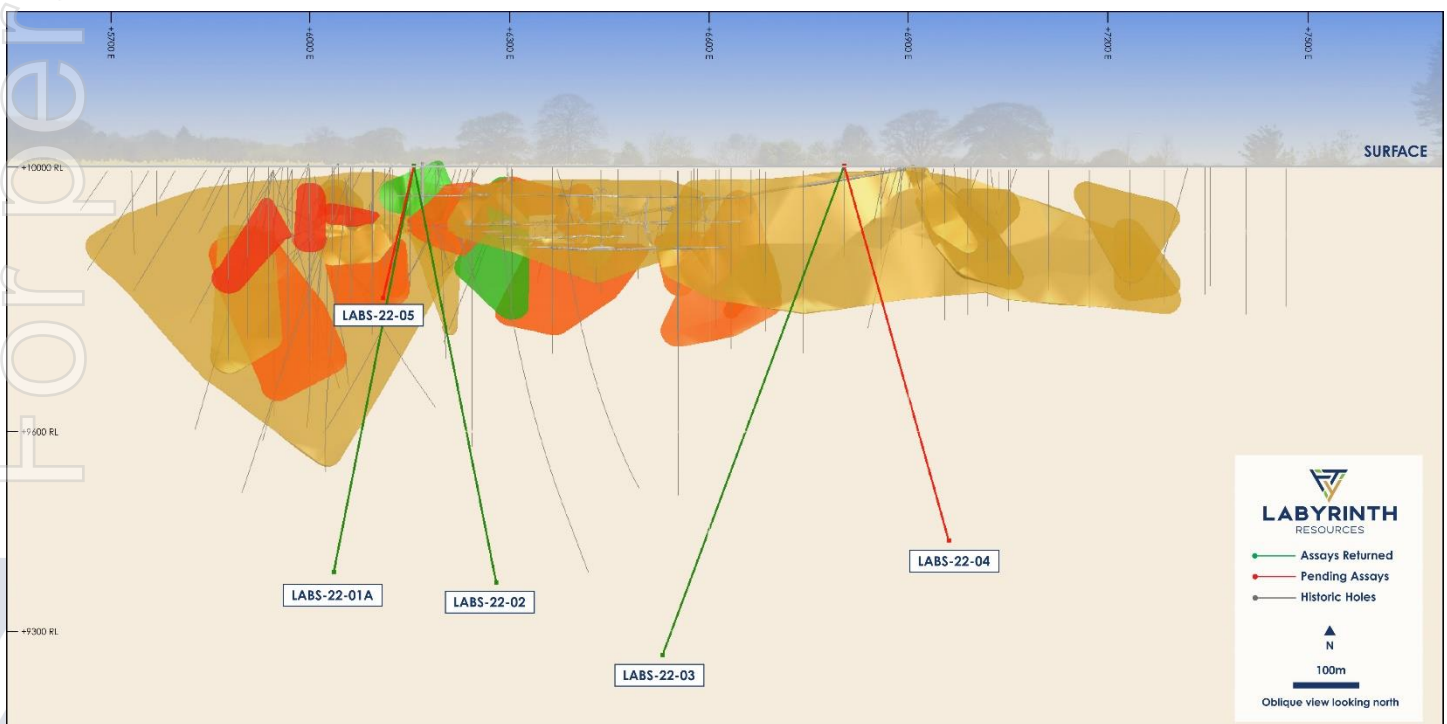 For per
+5700 E
+6000 E
+6300 E
+6600 E
+6900 E
+7200 E
+7500 E
SURFACE
+10000 RL
LABS-22-05
+9600 RL
LABS-22-04
LABS-22-01A
LABS-22-02
+9300 RL
LABS-22-03
LABYRINTH
RESOURCES
Assays Returned
Pending Assays
Historic Holes
N
100m
Oblique view looking north